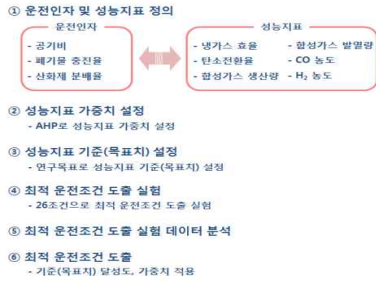 ① 운전인자 및 성능지표 정의
운전인자
- 공기비
- 폐기물 충전율
- 산화제 분배율
성능지표
- 냉가스 효율 - 합성가스 발열량
- 탄소전환율 - CO 농도
- 합성가스 생산량 - H₂ 농도
② 성능지표 가중치 설정
- AHP로 성능지표 가중치 설정
③ 성능지표 기준(목표치) 설정
- 연구목표로 성능지표 기준(목표치) 설정
④ 최적 운전조건 도출 실험
- 26조건으로 최적 운전조건 도출 실험
⑤ 최적 운전조건 도출 실험 데이터 분석
⑥ 최적 운전조건 도출
- 기준(목표치) 달성도, 가중치 적용